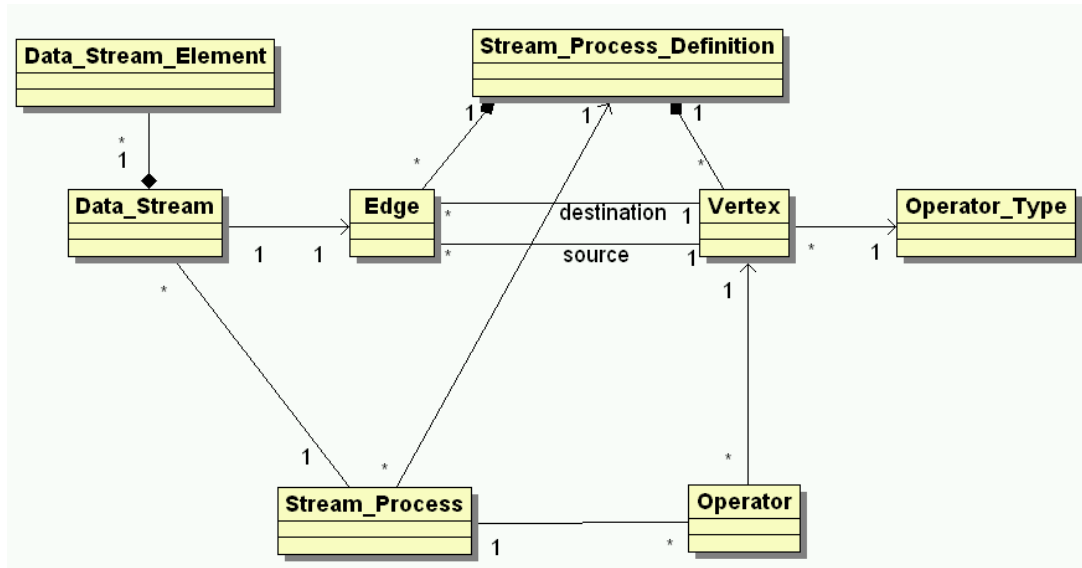 Data_Stream_Element
Stream_Process_Definition
1
1
1
*
1
*
*
Data_Stream
Edge
Vertex
Operator_Type
*
destination
1
1
1
*
source
1
*
1
*
1
1
*
*
Stream_Process
Operator
1
*